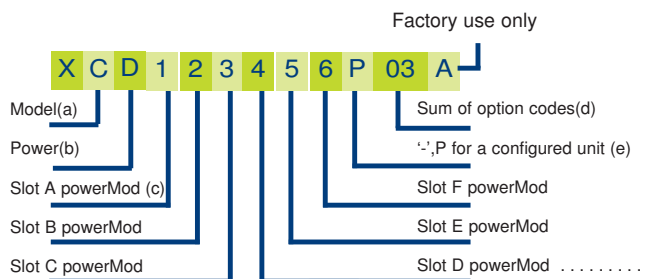 Factory use only
X C D 1 2 3 4 5 6 P 03 A
Model(a)
Sum of option codes(d)
Power(b)
‘-’,P for a configured unit (e)
Slot A powerMod (c)
Slot F powerMod
Slot B powerMod
Slot E powerMod
Slot C powerMod
Slot D powerMod . . . . . . . . .